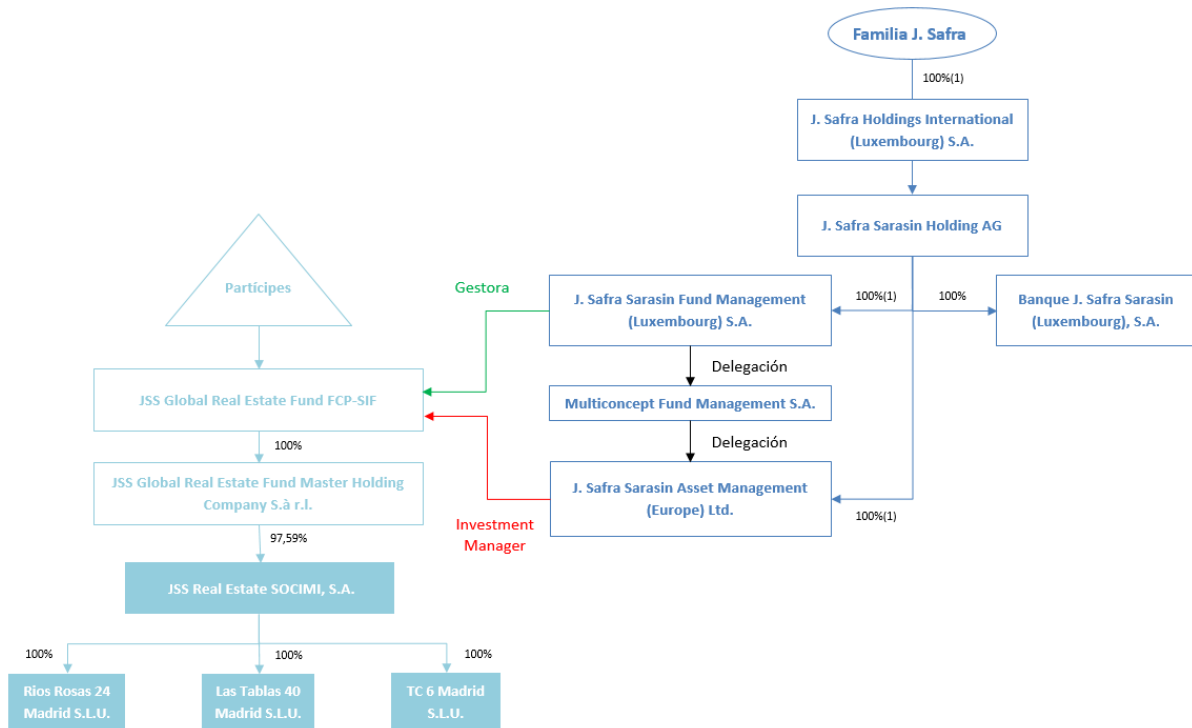 Familia J. Safra
100%(1)
J. Safra Holdings International
(Luxembourg) S.A.
J. Safra Sarasin Holding AG
Partícipes
Gestora
J. Safra Sarasin Fund Management
(Luxembourg) S.A.
100%(1)
100%
Banque J. Safra Sarasin
(Luxembourg), S.A.
Delegación
JSS Global Real Estate Fund FCP-SIF
Multiconcept Fund Management S.A.
100%
Delegación
JSS Global Real Estate Fund Master Holding
Company S.à r.l.
J. Safra Sarasin Asset Management
(Europe) Ltd.
100%(1)
Investment
Manager
97,59%
JSS Real Estate SOCIMI, S.A.
100%
100%
100%
Rios Rosas 24
Madrid S.L.U.
Las Tablas 40
Madrid S.L.U.
TC 6 Madrid
S.L.U.